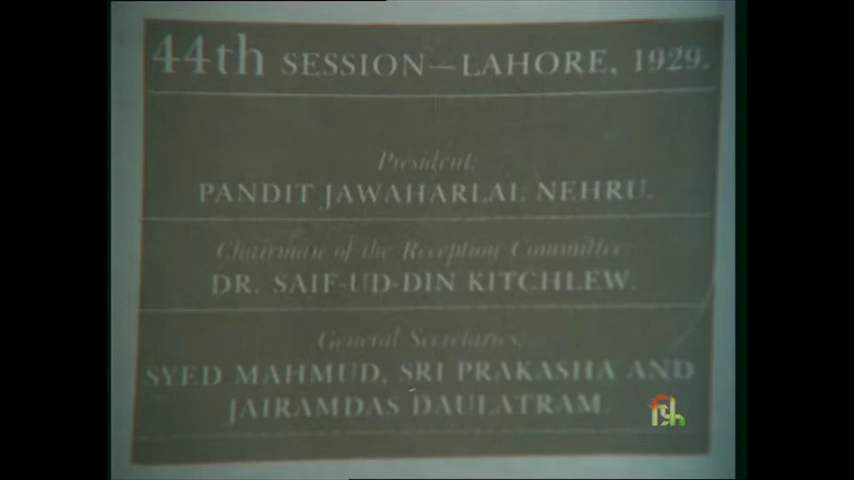 44th SESSION—LAHORE, 1929.
President:
PANDIT JAWAHARLAL NEHRU.
Chairman of the Reception Committee:
DR. SAIF-UD-DIN KITCHLEW.
General Secretaries:
SYED MAHMUD, SRI PRAKASHA AND
JAIRAMDAS DAULATRAM.